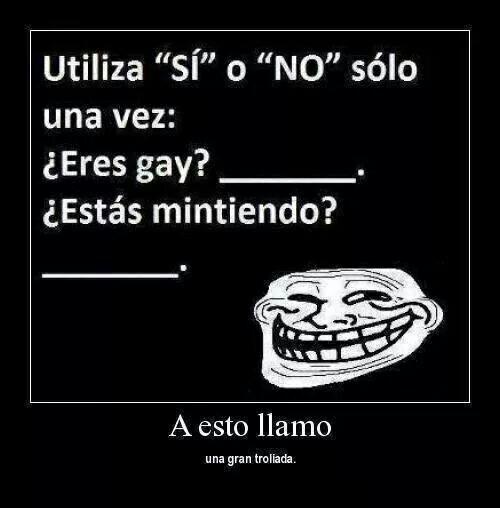 Utiliza “SÍ” o “NO” sólo
una vez:
¿Eres gay? ________.
¿Estás mintiendo?
________.
A esto llamo
una gran troliada.